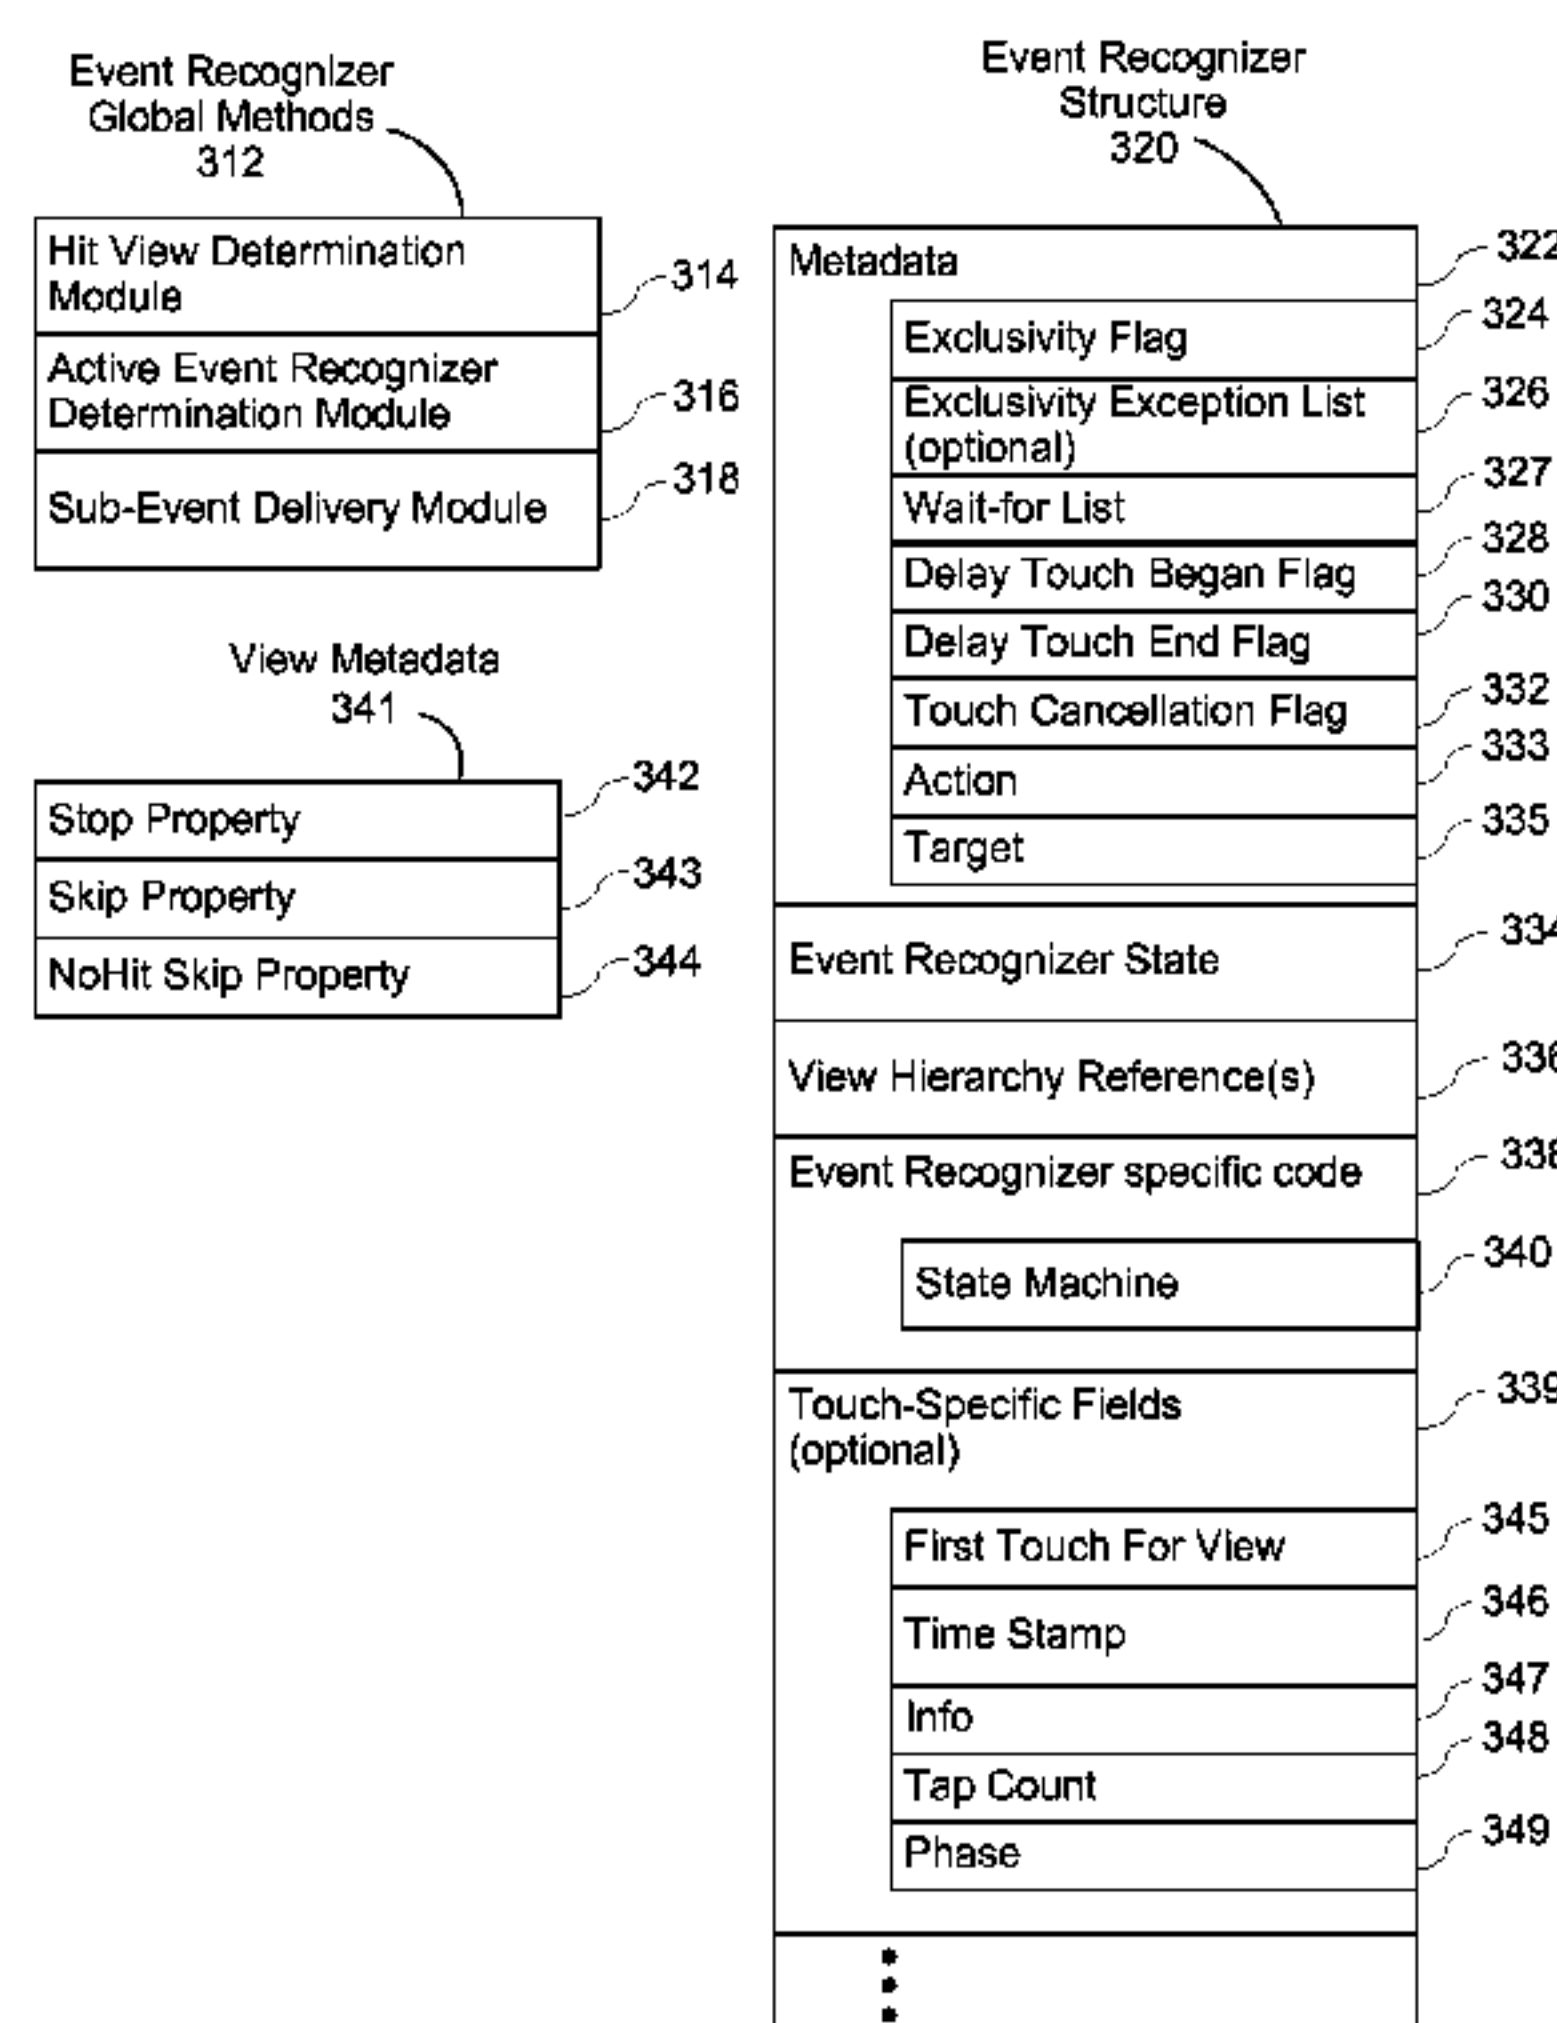 Event Recognizer
Global Methods
312
Hit View Determination
Module
314
Active Event Recognizer
Determination Module
316
Sub-Event Delivery Module
318
View Metadata
341
Stop Property
342
Skip Property
343
NoHit Skip Property
344
Event Recognizer
Structure
320
Metadata
322
Exclusivity Flag
324
Exclusivity Exception List
(optional)
326
Wait-for List
327
Delay Touch Began Flag
328
Delay Touch End Flag
330
Touch Cancellation Flag
332
Action
333
Target
335
Event Recognizer State
334
View Hierarchy Reference(s)
336
Event Recognizer specific code
338
State Machine
340
Touch-Specific Fields
(optional)
339
First Touch For View
345
Time Stamp
346
Info
347
Tap Count
348
Phase
349